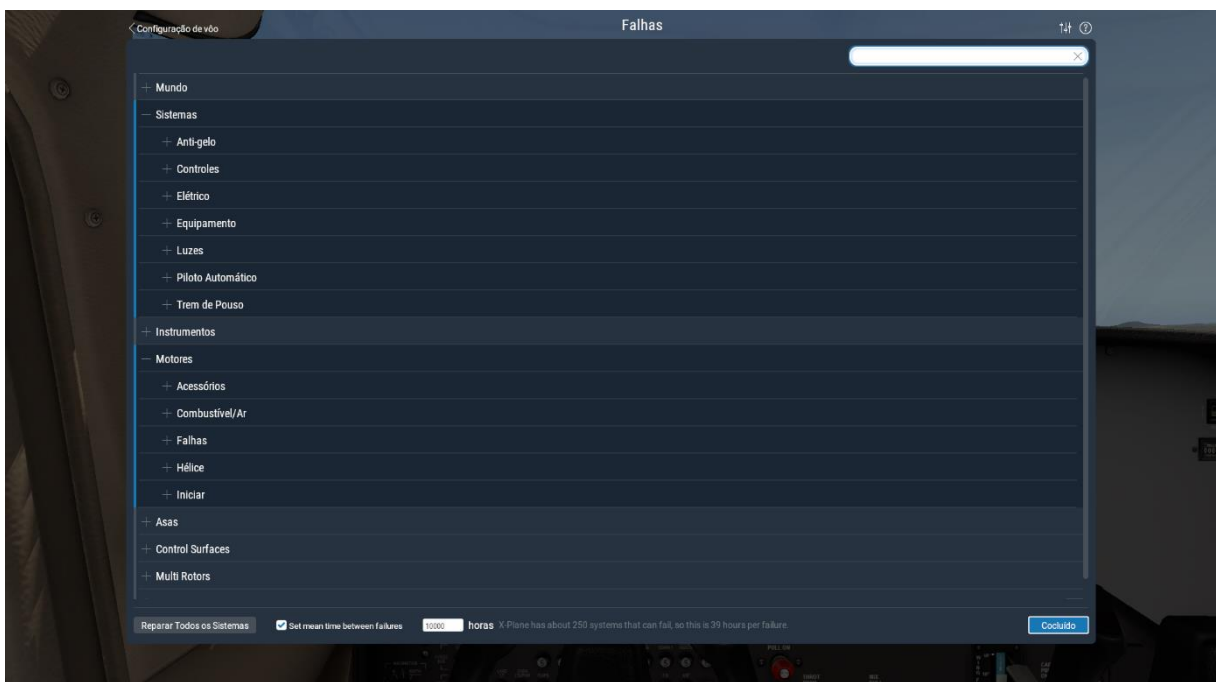 Configuração de vôo
Falhas
Mundo
Sistemas
Anti-gelo
Controles
Elétrico
Equipamento
Luzes
Piloto Automático
Trem de Pouso
Instrumentos
Motores
Acessórios
Combustível/Ar
Falhas
Hélice
Iniciar
Asas
Control Surfaces
Multi Rotors
Reparar Todos os Sistemas Set mean time between failures 10000 horas X-Plane has about 250 systems that can fail, so this is 39 hours per failure. Cocluído